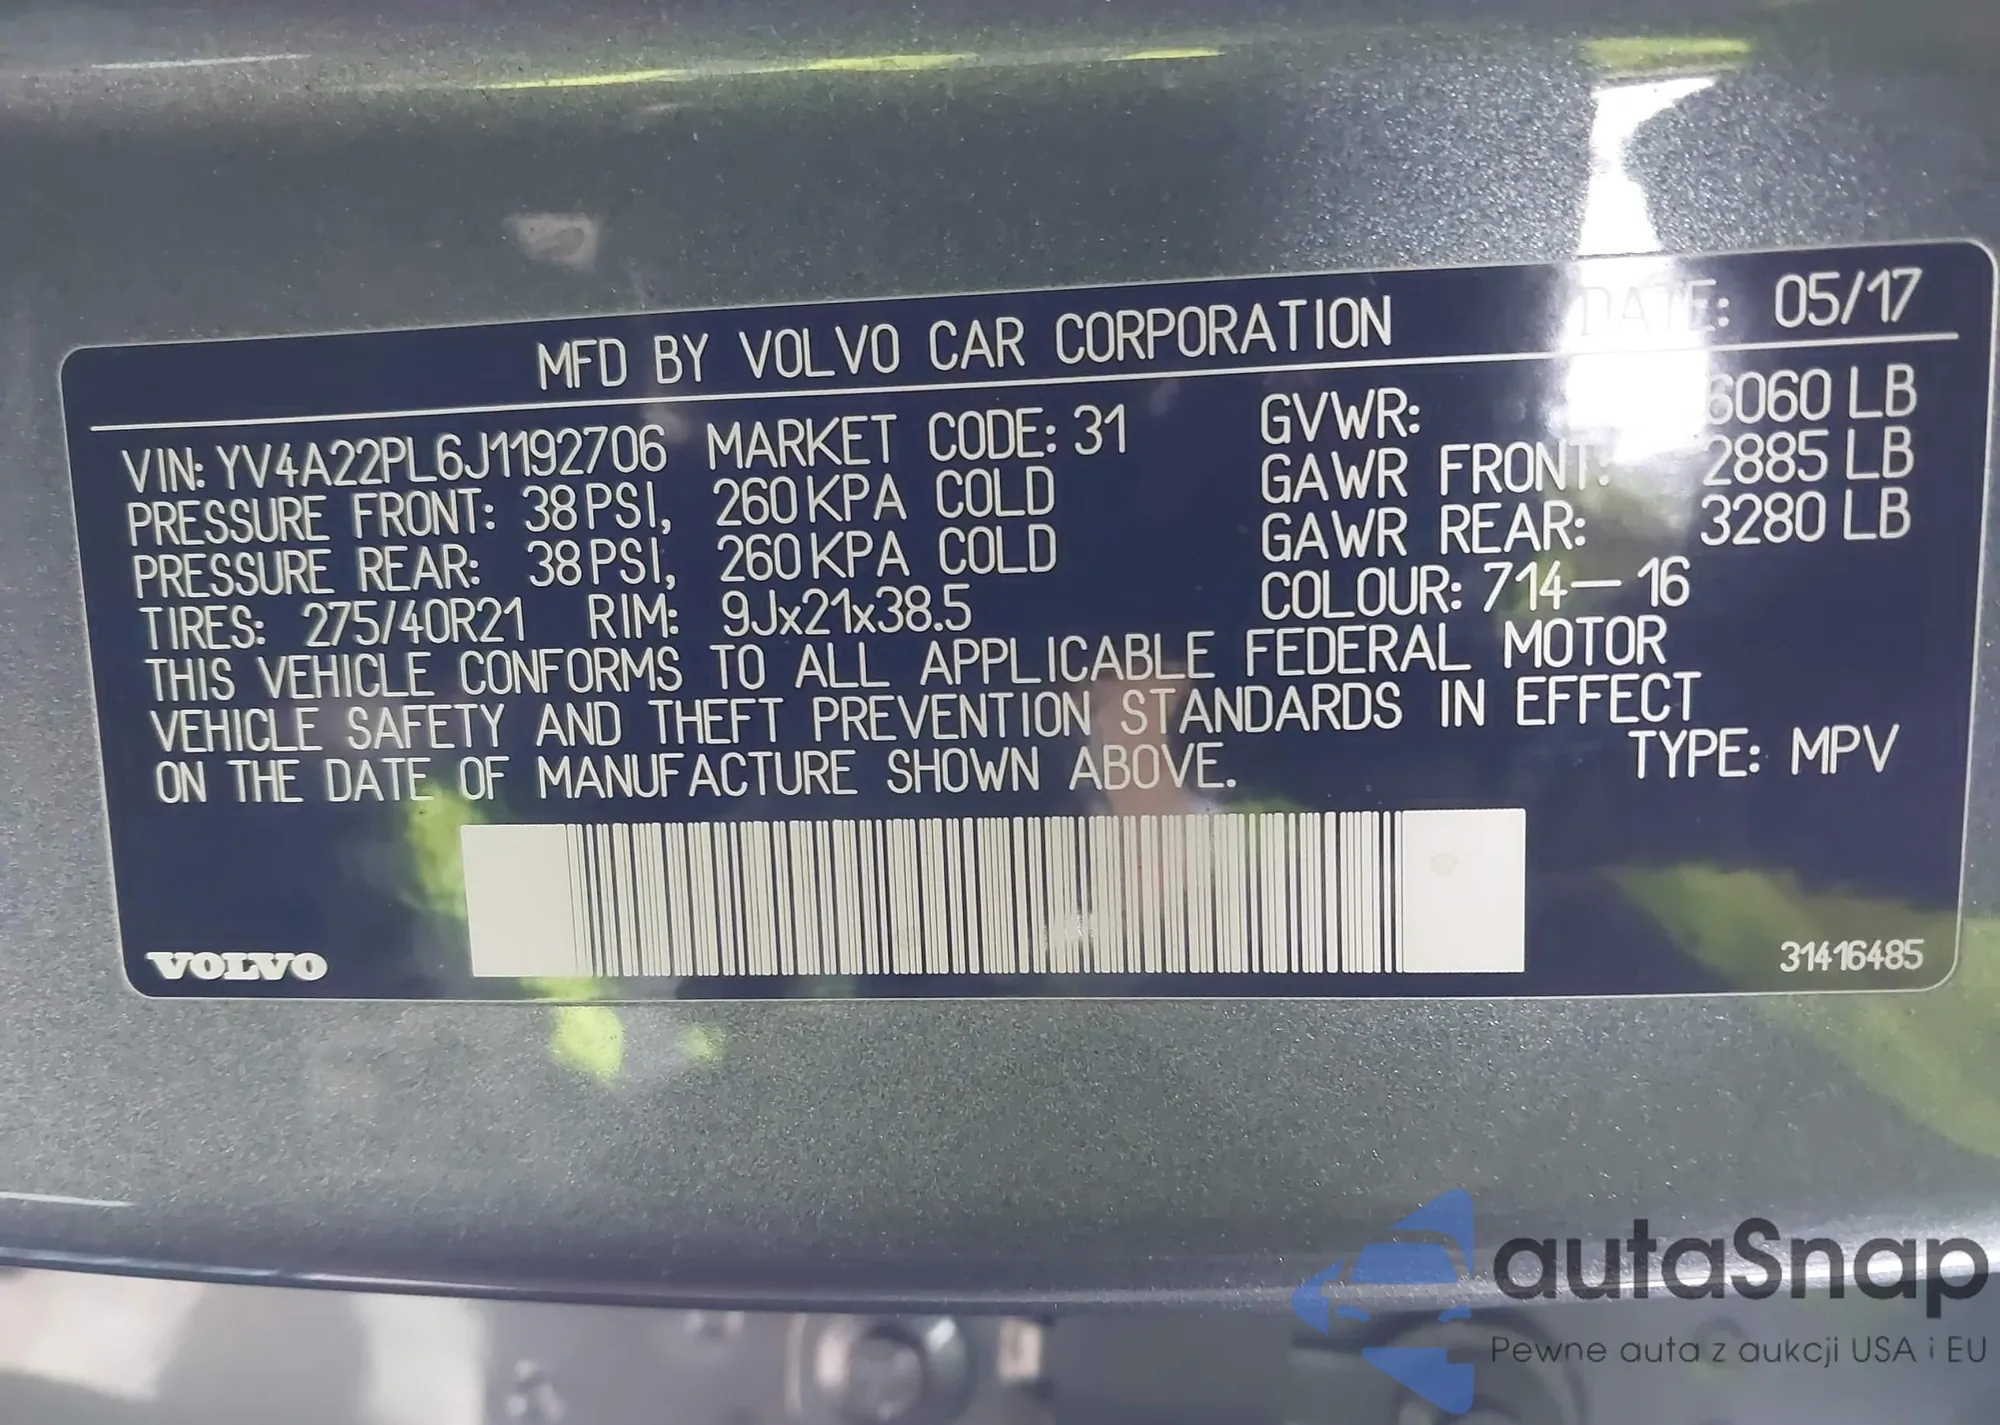 MFD BY VOLVO CAR CORPORATION DATE: 05/17
VIN: YV4A22PL6J1192706 MARKET CODE: 31 GVWR: 6060 LB
PRESSURE FRONT: 38 PSI, 260 KPA COLD GAWR FRONT: 2885 LB
PRESSURE REAR: 38 PSI, 260 KPA COLD GAWR REAR: 3280 LB
TIRES: 275/40R21 RIM: 9Jx21x38.5 COLOUR: 714-16
THIS VEHICLE CONFORMS TO ALL APPLICABLE FEDERAL MOTOR
VEHICLE SAFETY AND THEFT PREVENTION STANDARDS IN EFFECT
ON THE DATE OF MANUFACTURE SHOWN ABOVE. TYPE: MPV
VOLVO 31416485
autaSnap
Pewne auta z aukcji USA i EU